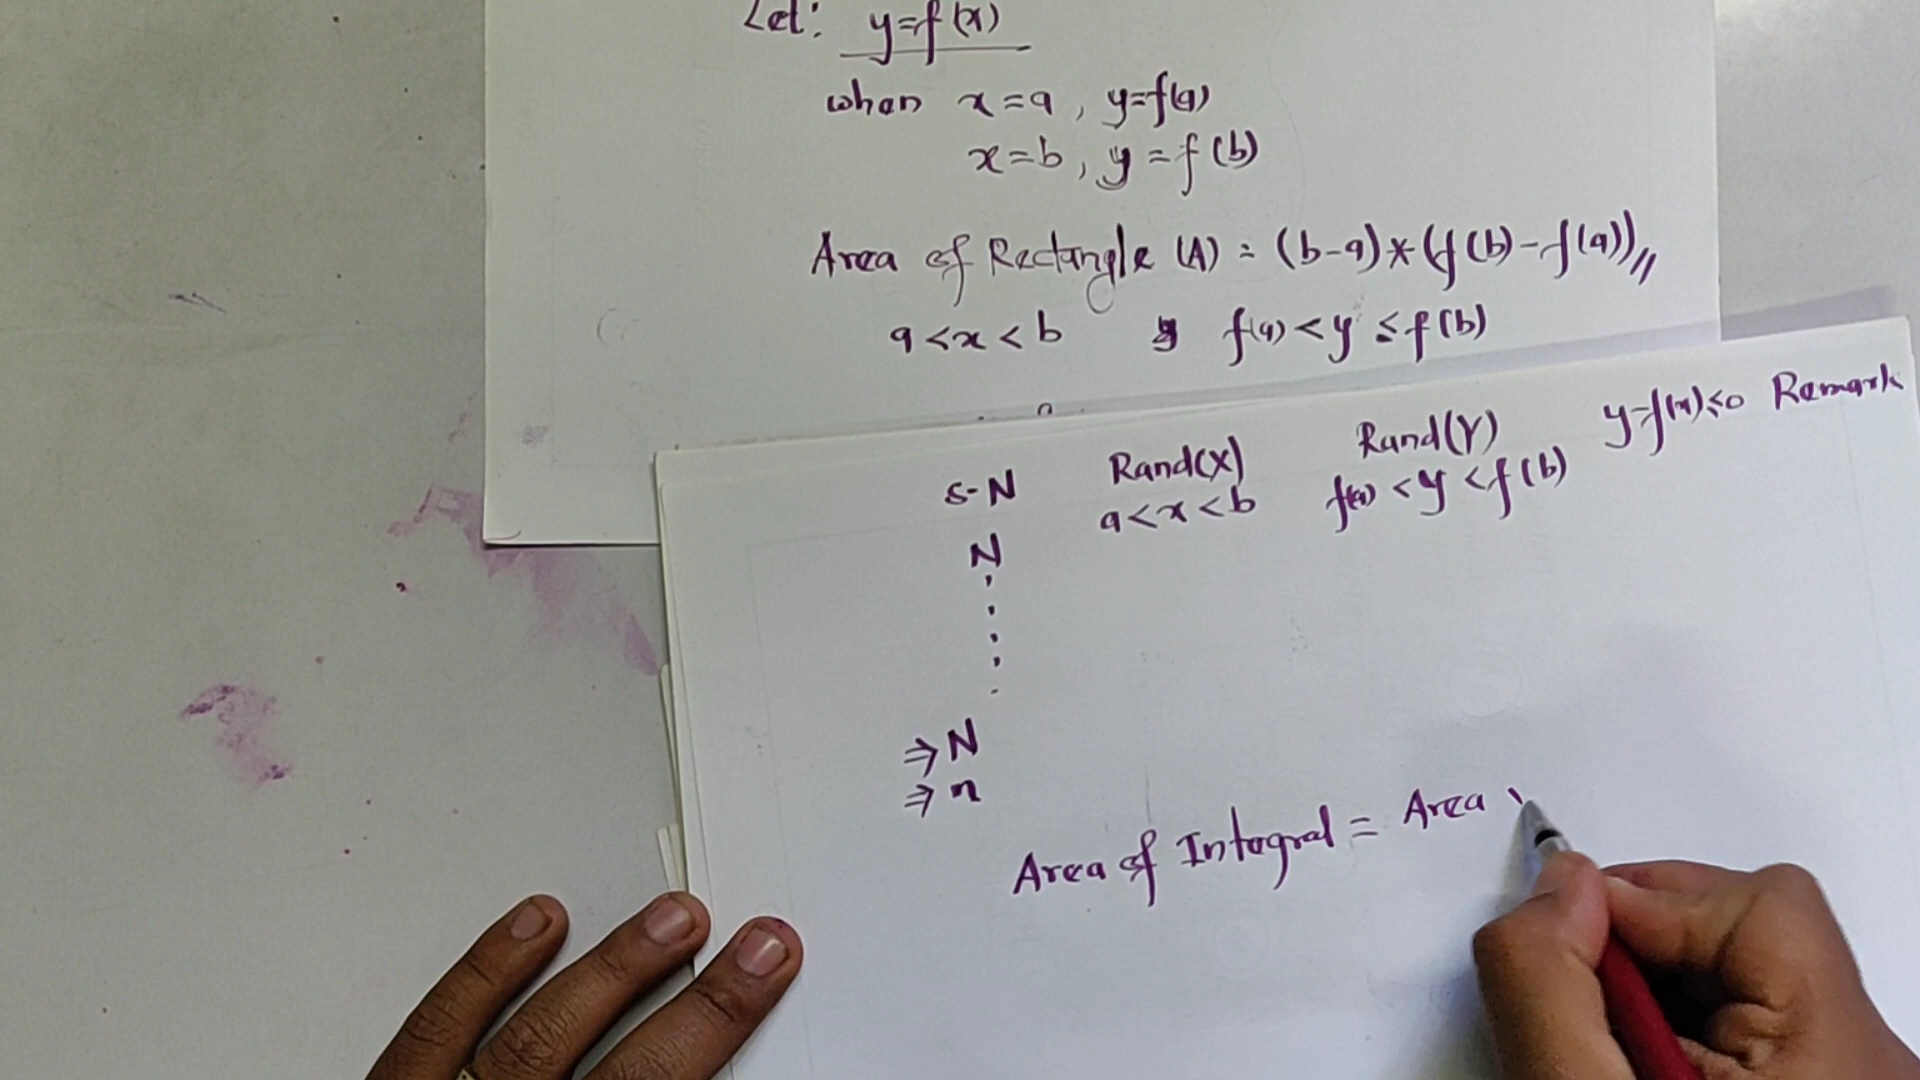 Let: y=f(x)
when x=a, y=f(a)
x=b, y=f(b)
Area of Rectangle (A) = (b-a)*(f(b)-f(a))//
a<x<b & f(a)<y≤f(b)
S-N Rand(X) Rand(Y) y-f(x)≤0 Remark
a<x<b f(a)<y<f(b)
N
⇒N
⇒n
Area of Integral = Area